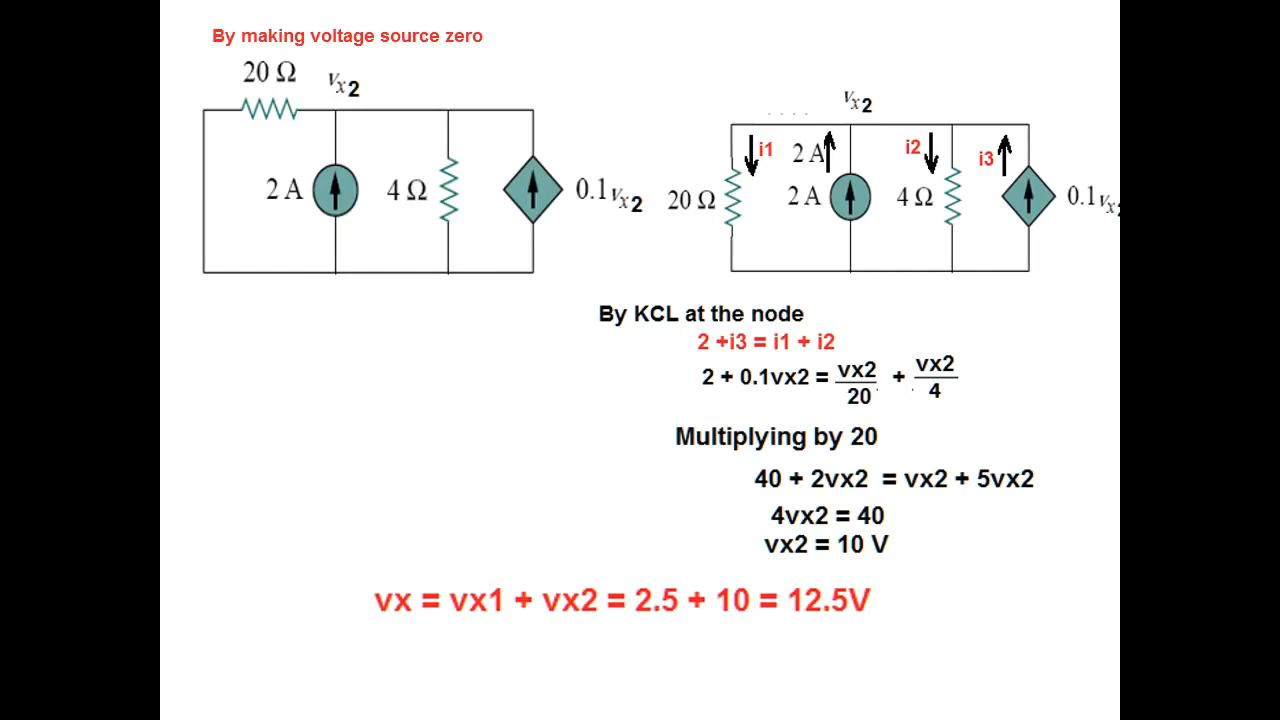 By making voltage source zero
20 Ω
vx2
2 A
4 Ω
0.1vx2
vx2
i1
2 A
i2
i3
20 Ω
2 A
4 Ω
0.1vx
By KCL at the node
2 +i3 = i1 + i2
2 + 0.1vx2 = vx2/20 + vx2/4
Multiplying by 20
40 + 2vx2 = vx2 + 5vx2
4vx2 = 40
vx2 = 10 V
vx = vx1 + vx2 = 2.5 + 10 = 12.5V